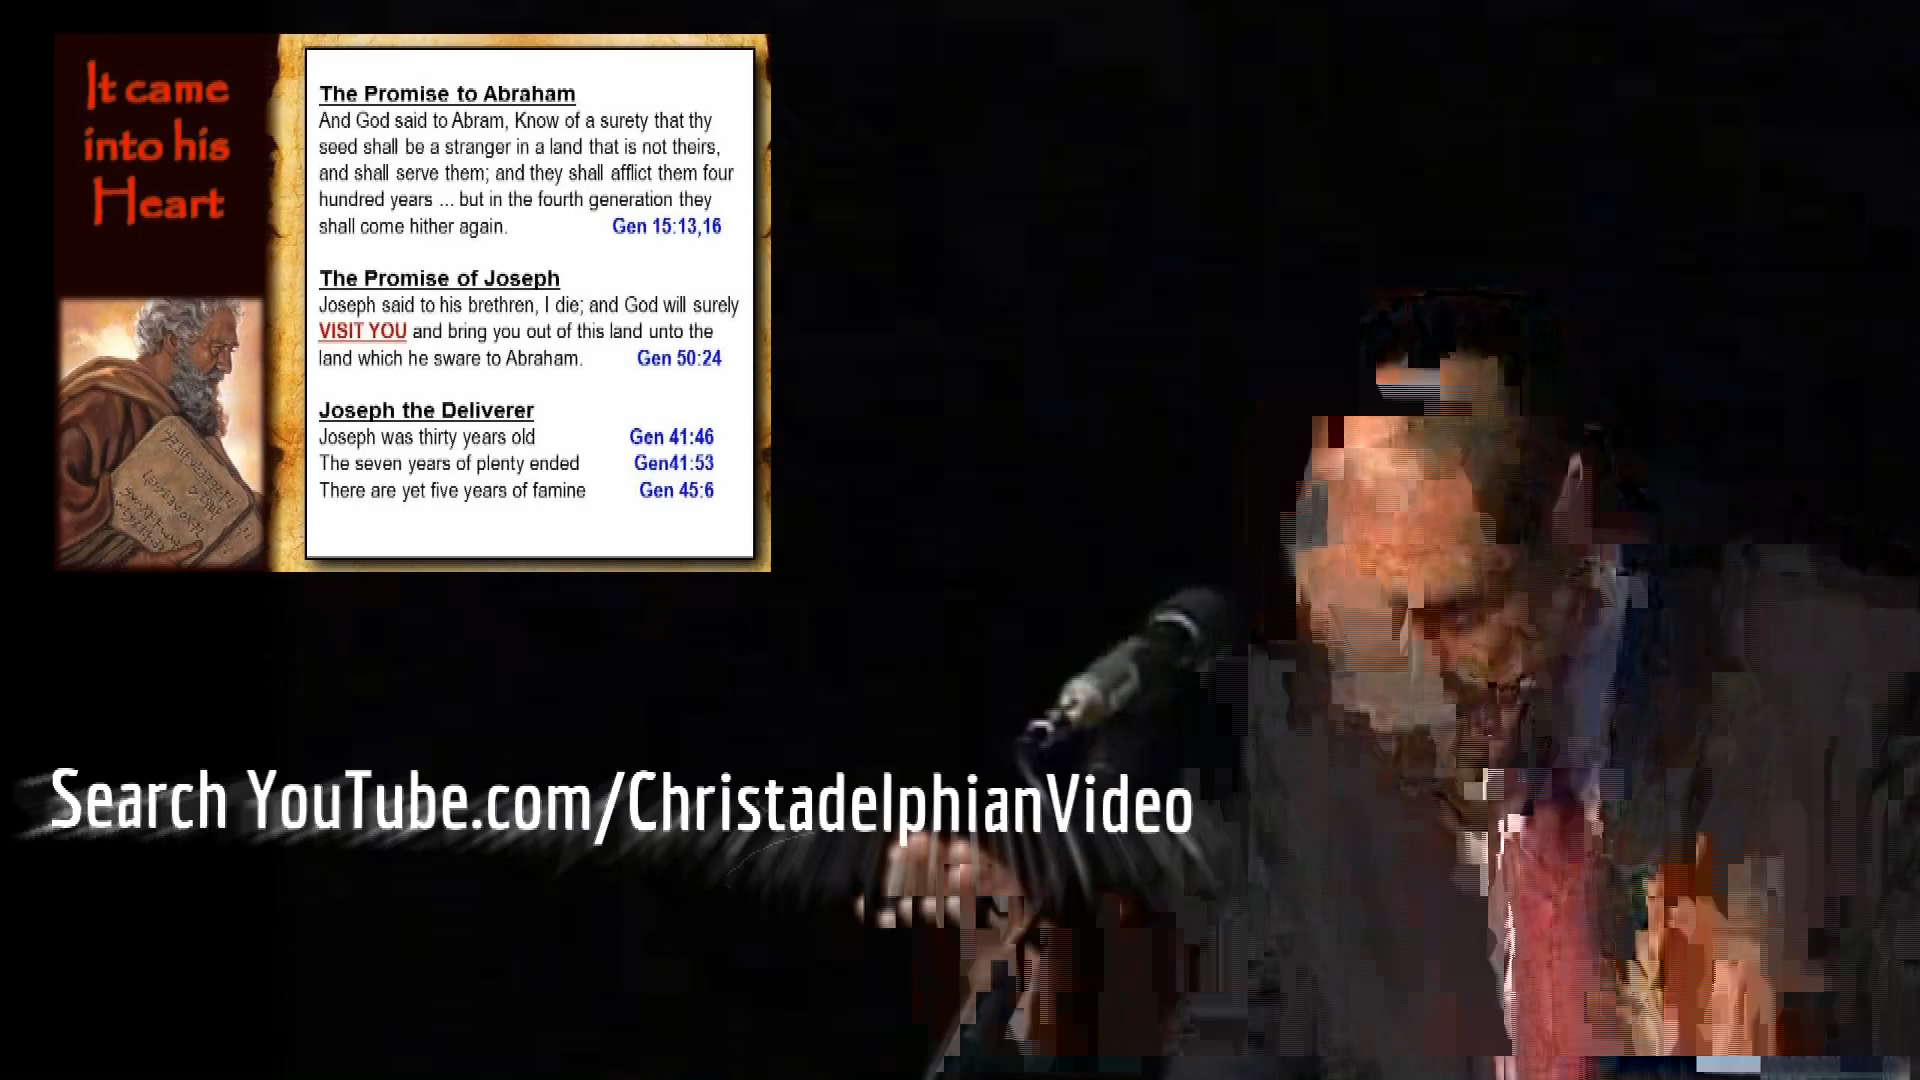 It came
into his
Heart
The Promise to Abraham
And God said to Abram, Know of a surety that thy
seed shall be a stranger in a land that is not theirs,
and shall serve them; and they shall afflict them four
hundred years ... but in the fourth generation they
shall come hither again. Gen 15:13,16
The Promise of Joseph
Joseph said to his brethren, I die; and God will surely
VISIT YOU and bring you out of this land unto the
land which he sware to Abraham. Gen 50:24
Joseph the Deliverer
Joseph was thirty years old Gen 41:46
The seven years of plenty ended Gen41:53
There are yet five years of famine Gen 45:6
Search YouTube.com/ChristadelphianVideo